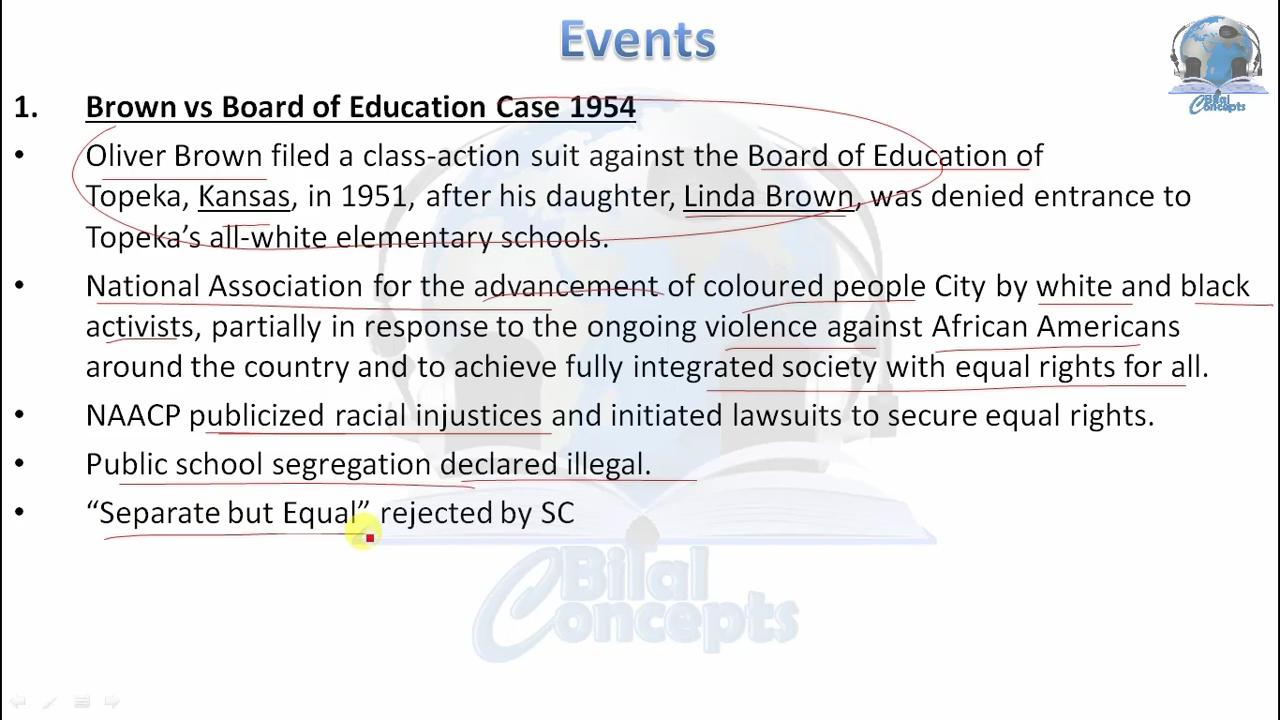 Events
Bilal
Concepts
1. Brown vs Board of Education Case 1954
• Oliver Brown filed a class-action suit against the Board of Education of
Topeka, Kansas, in 1951, after his daughter, Linda Brown, was denied entrance to
Topeka’s all-white elementary schools.
• National Association for the advancement of coloured people City by white and black
activists, partially in response to the ongoing violence against African Americans
around the country and to achieve fully integrated society with equal rights for all.
• NAACP publicized racial injustices and initiated lawsuits to secure equal rights.
• Public school segregation declared illegal.
• “Separate but Equal” rejected by SC
Bilal
Concepts